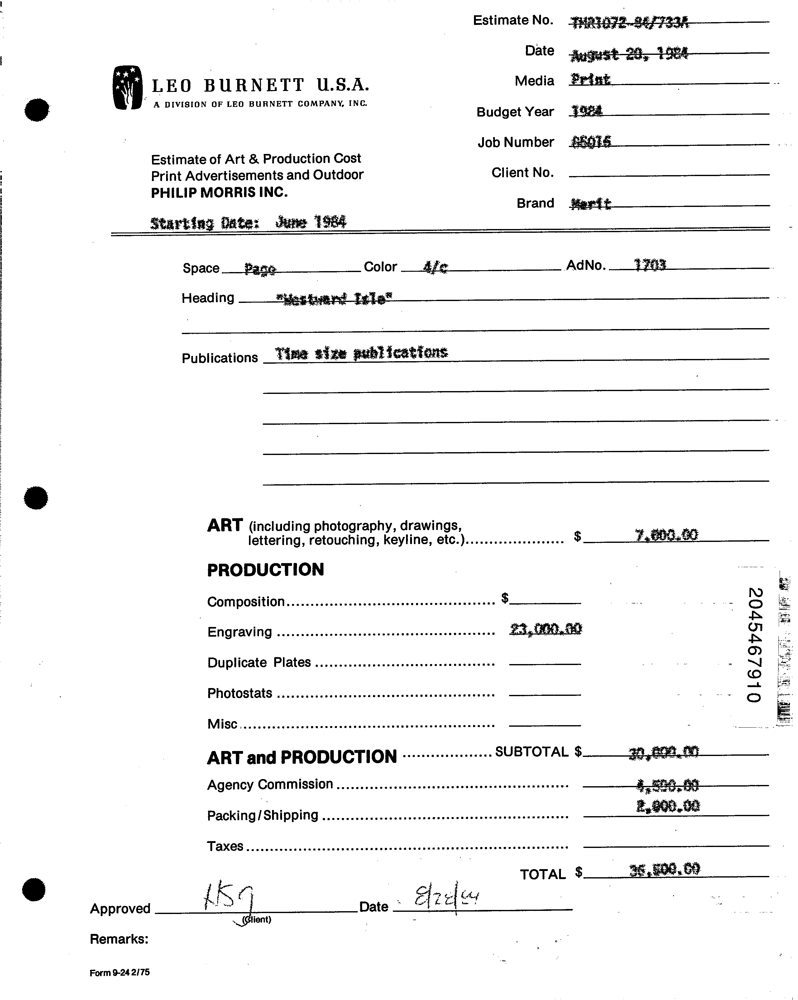 Estimate No. TMR1072-84/733A
Date August 20, 1984
Media Print
Budget Year 1984
Job Number
Client No.
Brand Merit
LEO BURNETT U.S.A.
A DIVISION OF LEO BURNETT COMPANY, INC.
Estimate of Art & Production Cost
Print Advertisements and Outdoor
PHILIP MORRIS INC.
Starting Date: June 1984
Space Page Color 4/c AdNo. 1703
Heading "Westward Isle"
Publications Time size publications
ART (including photography, drawings,
lettering, retouching, keyline, etc.) $ 7,000.00
PRODUCTION
Composition $
Engraving 23,000.00
Duplicate Plates
Photostats
Misc
ART and PRODUCTION SUBTOTAL $ 30,000.00
Agency Commission 4,500.00
Packing/Shipping 2,000.00
Taxes
TOTAL $ 36,500.00
Approved Date 8/22/84
(Client)
Remarks:
Form 9-24 2/75
2045467910